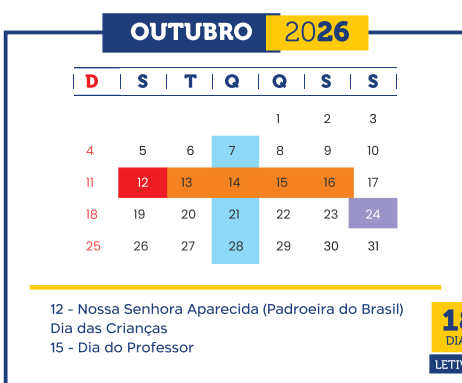 OUTUBRO 2026
D S T Q Q S S
1 2 3
4 5 6 7 8 9 10
11 12 13 14 15 16 17
18 19 20 21 22 23 24
25 26 27 28 29 30 31
12 - Nossa Senhora Aparecida (Padroeira do Brasil)
Dia das Crianças
15 - Dia do Professor